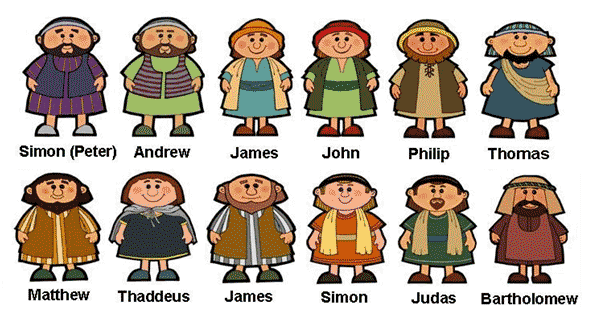 Simon (Peter) Andrew James John Philip Thomas
Matthew Thaddeus James Simon Judas Bartholomew